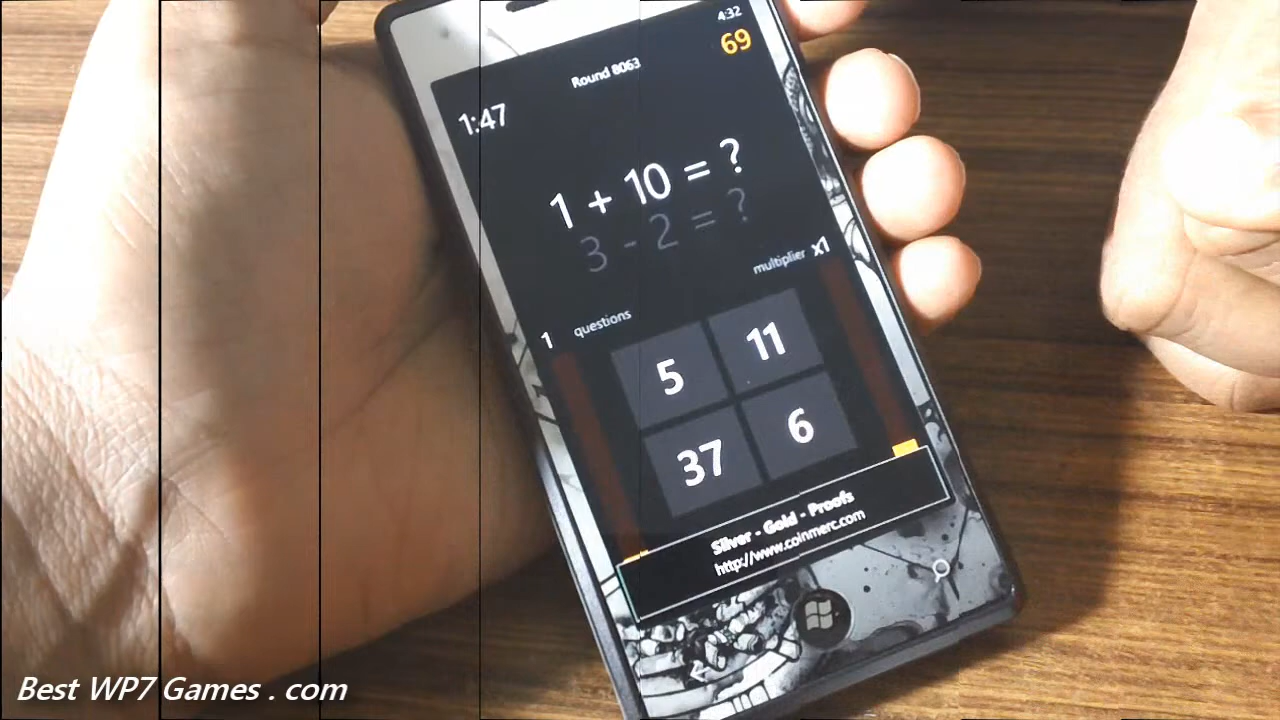 4:32
69
Round 8063
1:47
1 + 10 = ?
3 - 2 = ?
multiplier x1
1 questions
5 11
37 6
Silver - Gold - Proofs
http://www.coinmerc.com
Best WP7 Games . com